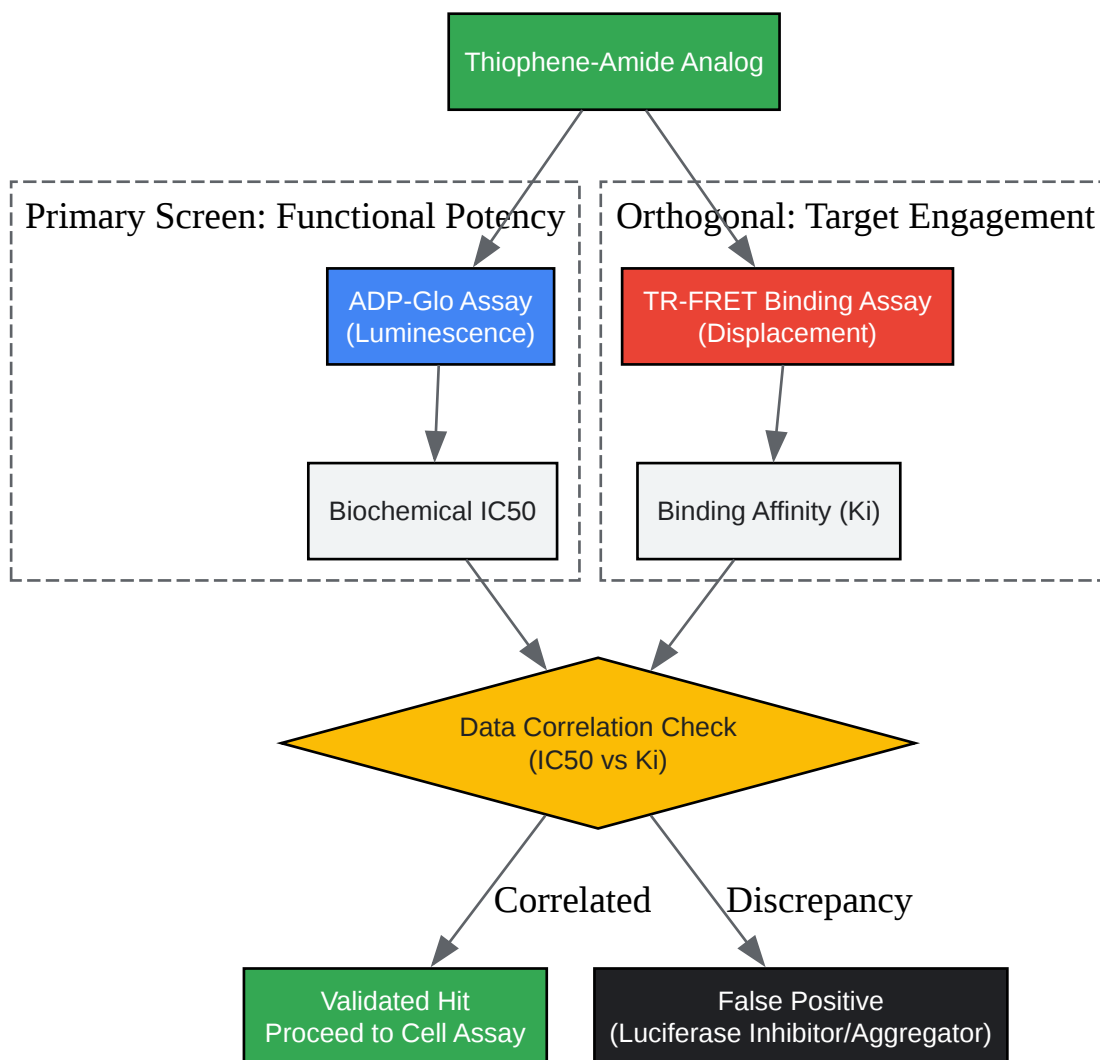 Thiophene-Amide Analog
Primary Screen: Functional Potency
Orthogonal: Target Engagement
ADP-Glo Assay
(Luminescence)
TR-FRET Binding Assay
(Displacement)
Biochemical IC50
Binding Affinity (Ki)
Data Correlation Check
(IC50 vs Ki)
Correlated
Discrepancy
Validated Hit
Proceed to Cell Assay
False Positive
(Luciferase Inhibitor/Aggregator)